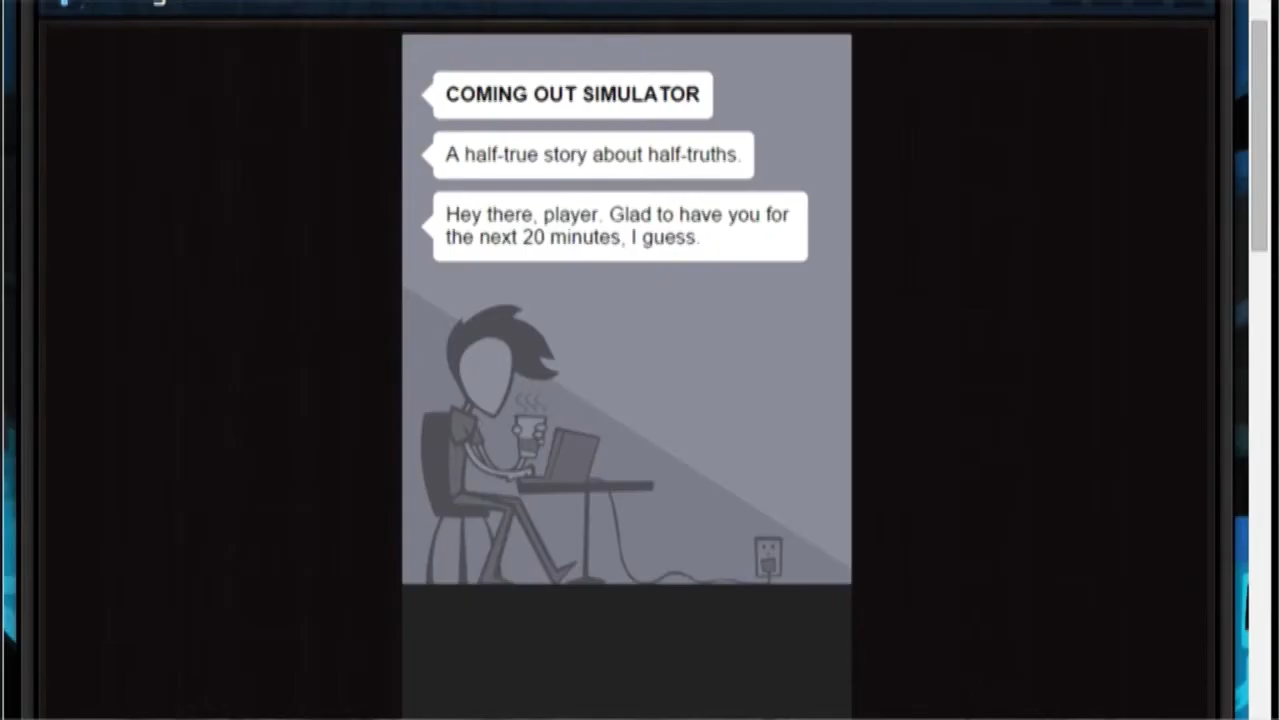 COMING OUT SIMULATOR
A half-true story about half-truths.
Hey there, player. Glad to have you for
the next 20 minutes, I guess.